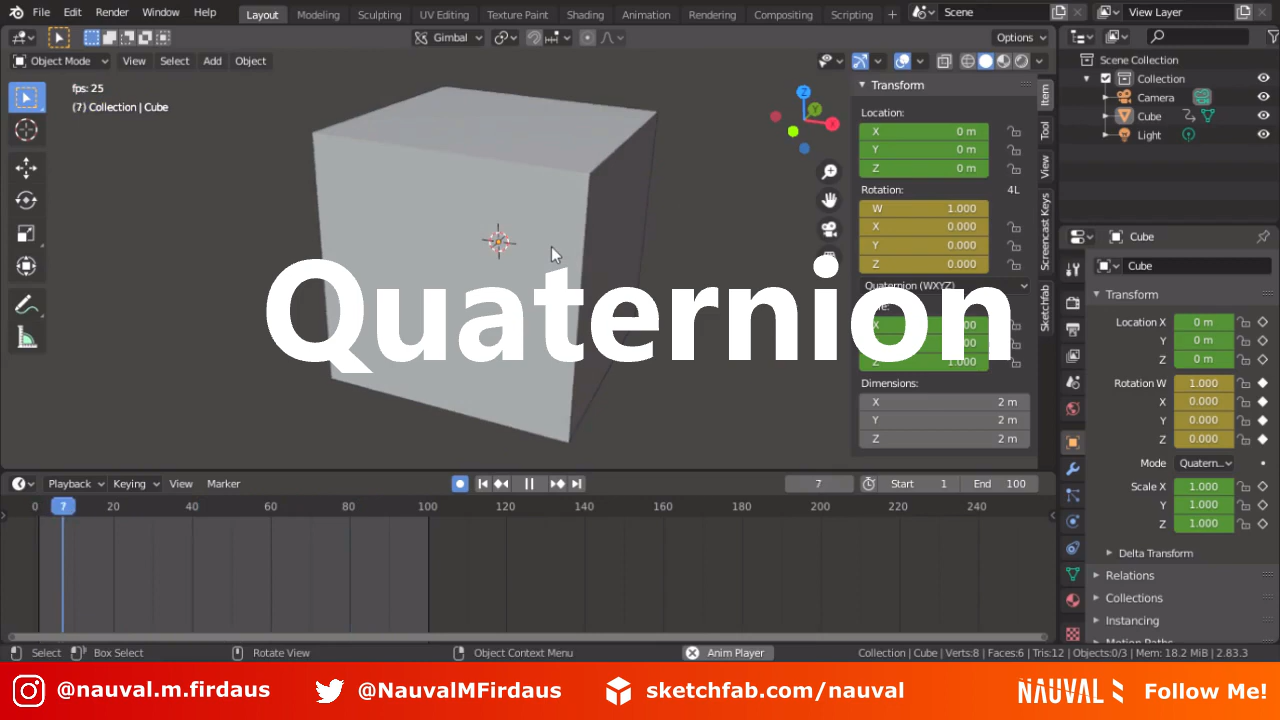 File Edit Render Window Help Layout Modeling Sculpting UV Editing Texture Paint Shading Animation Rendering Compositing Scripting + Scene View Layer
Gimbal Options
Object Mode View Select Add Object
fps: 25
(7) Collection | Cube
Transform
Location:
X 0 m
Y 0 m
Z 0 m
Rotation: 4L
W 1.000
X 0.000
Y 0.000
Z 0.000
Quaternion (WXYZ)
X
Z 1.000
Dimensions:
X 2 m
Y 2 m
Z 2 m
Item
Tool
View
Screencast Keys
Sketchfab
Z
Y
X
Quaternion
Scene Collection
Collection
Camera
Cube
Light
Cube
Cube
Transform
Location X 0 m
Y 0 m
Z 0 m
Rotation W 1.000
X 0.000
Y 0.000
Z 0.000
Mode Quatern...
Scale X 1.000
Y 1.000
Z 1.000
Delta Transform
Relations
Collections
Instancing
Motion Paths
Playback Keying View Marker 7 Start 1 End 100
0 7 20 40 60 80 100 120 140 160 180 200 220 240
Select Box Select Rotate View Object Context Menu Anim Player Collection | Cube | Verts:8 | Faces:6 | Tris:12 | Objects:0/3 | Mem: 18.2 MiB | 2.83.3
@nauval.m.firdaus @NauvalMFirdaus sketchfab.com/nauval NAUVAL Follow Me!